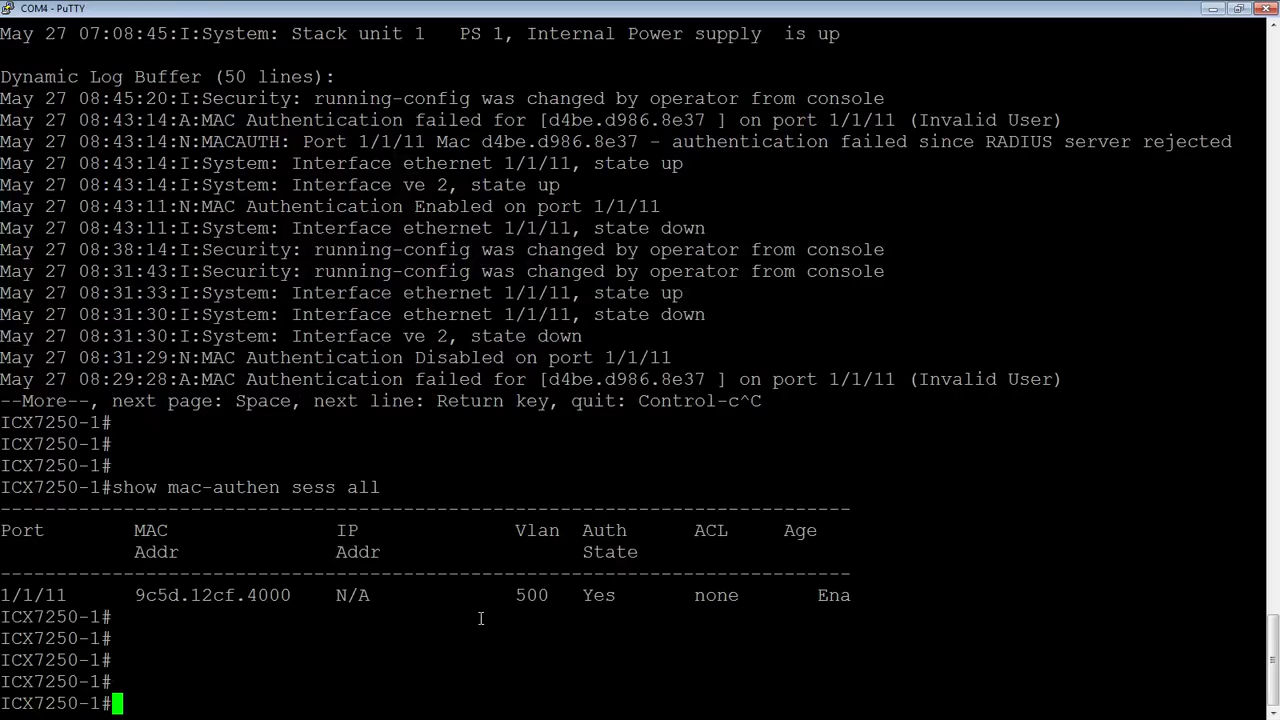 COM4 - PuTTY
May 27 07:08:45:I:System: Stack unit 1   PS 1, Internal Power supply  is up
Dynamic Log Buffer (50 lines):
May 27 08:45:20:I:Security: running-config was changed by operator from console
May 27 08:43:14:A:MAC Authentication failed for [d4be.d986.8e37 ] on port 1/1/11 (Invalid User)
May 27 08:43:14:N:MACAUTH: Port 1/1/11 Mac d4be.d986.8e37 - authentication failed since RADIUS server rejected
May 27 08:43:14:I:System: Interface ethernet 1/1/11, state up
May 27 08:43:14:I:System: Interface ve 2, state up
May 27 08:43:11:N:MAC Authentication Enabled on port 1/1/11
May 27 08:43:11:I:System: Interface ethernet 1/1/11, state down
May 27 08:38:14:I:Security: running-config was changed by operator from console
May 27 08:31:43:I:Security: running-config was changed by operator from console
May 27 08:31:33:I:System: Interface ethernet 1/1/11, state up
May 27 08:31:30:I:System: Interface ethernet 1/1/11, state down
May 27 08:31:30:I:System: Interface ve 2, state down
May 27 08:31:29:N:MAC Authentication Disabled on port 1/1/11
May 27 08:29:28:A:MAC Authentication failed for [d4be.d986.8e37 ] on port 1/1/11 (Invalid User)
--More--, next page: Space, next line: Return key, quit: Control-c^C
ICX7250-1#
ICX7250-1#
ICX7250-1#
ICX7250-1#show mac-authen sess all
----------------------------------------------------------------------------
Port        MAC               IP              Vlan  Auth      ACL     Age
            Addr              Addr                  State
----------------------------------------------------------------------------
1/1/11      9c5d.12cf.4000    N/A             500   Yes       none       Ena
ICX7250-1#
ICX7250-1#
ICX7250-1#
ICX7250-1#
ICX7250-1#